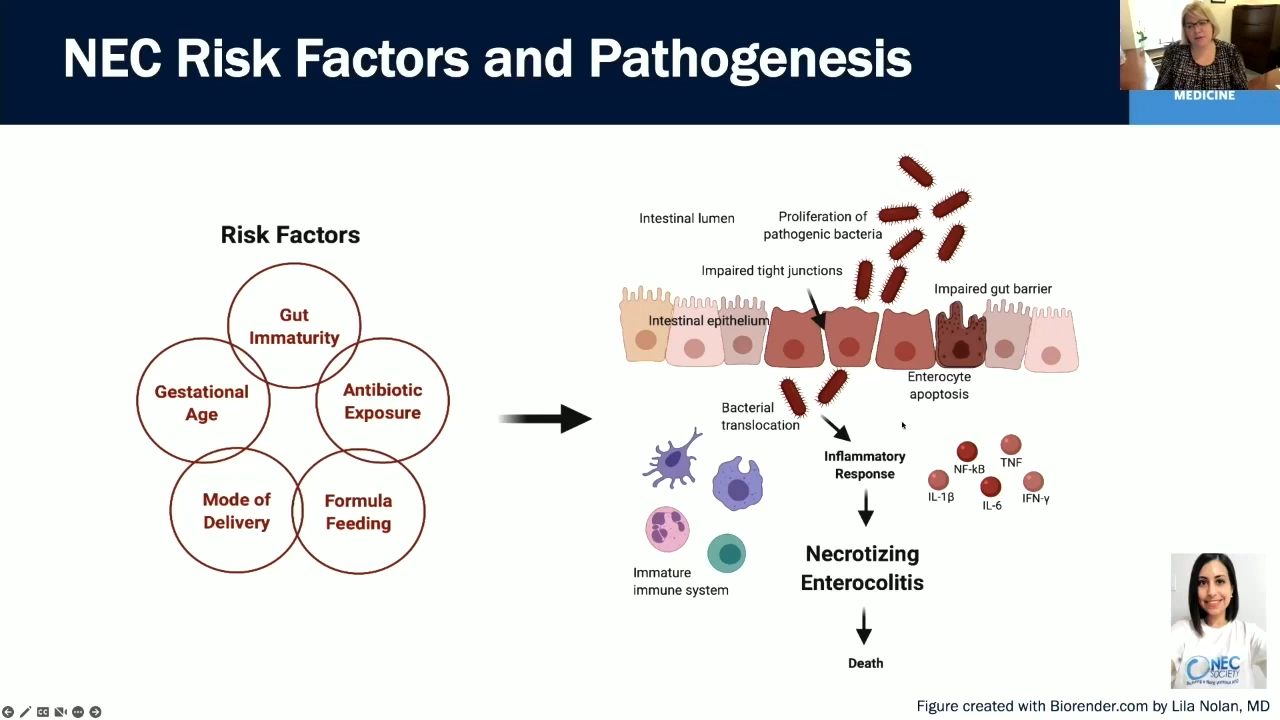 NEC Risk Factors and Pathogenesis
MEDICINE
Risk Factors
Gut
Immaturity
Gestational
Age
Antibiotic
Exposure
Mode of
Delivery
Formula
Feeding
Intestinal lumen
Proliferation of
pathogenic bacteria
Impaired tight junctions
Impaired gut barrier
Intestinal epithelium
Enterocyte
apoptosis
Bacterial
translocation
Inflammatory
Response
NF-kB
TNF
IL-1β
IL-6
IFN-γ
Immature
immune system
Necrotizing
Enterocolitis
Death
NEC
SOCIETY
Figure created with Biorender.com by Lila Nolan, MD